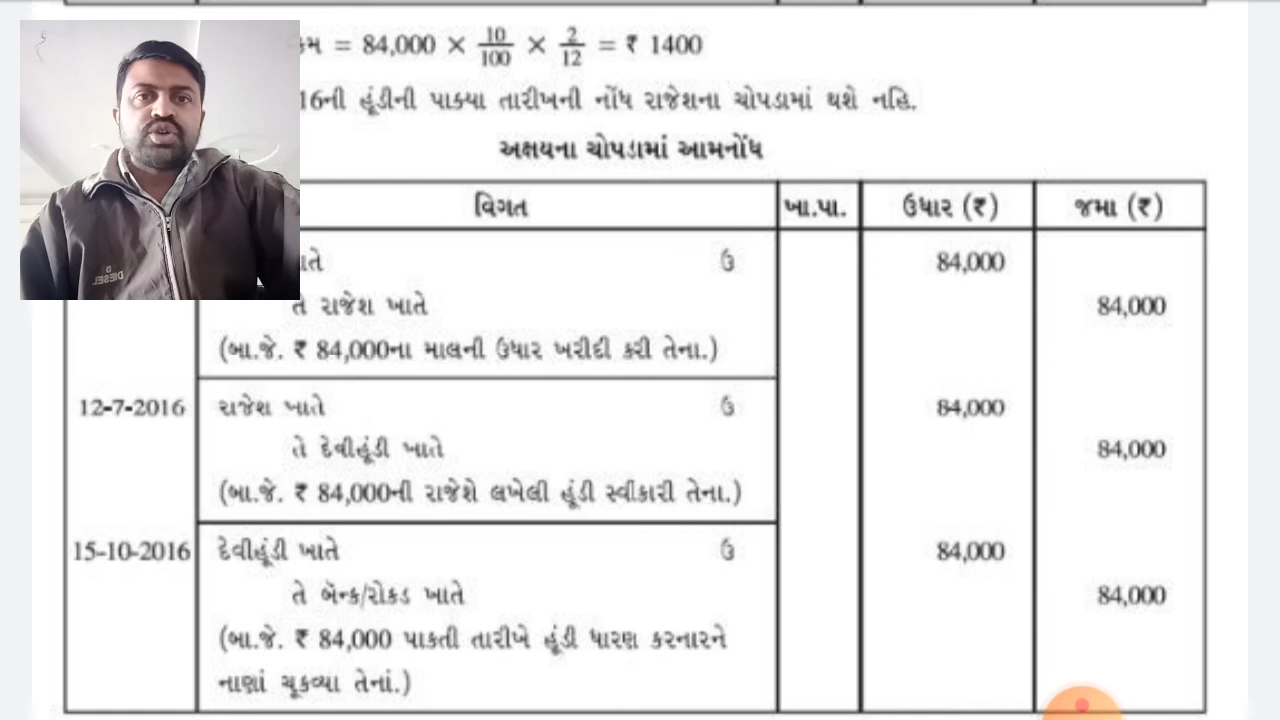 = 84,000 × 10/100 × 2/12 = ₹ 1400
16ની હૂંડીની પાક્યા તારીખની નોંધ રાજેશના ચોપડામાં થશે નહિ.
અક્ષયના ચોપડામાં આમનોંધ
વિગત ખા.પા. ઉધાર (₹) જમા (₹)
ઉ 84,000
તે રાજેશ ખાતે 84,000
(બા.જે. ₹ 84,000ના માલની ઉધાર ખરીદી કરી તેના.)
12-7-2016 રાજેશ ખાતે ઉ 84,000
તે દેવીહૂંડી ખાતે 84,000
(બા.જે. ₹ 84,000ની રાજેશે લખેલી હૂંડી સ્વીકારી તેના.)
15-10-2016 દેવીહૂંડી ખાતે ઉ 84,000
તે બૅન્ક/રોકડ ખાતે 84,000
(બા.જે. ₹ 84,000 પાકતી તારીખે હૂંડી ધારણ કરનારને
નાણાં ચૂકવ્યા તેનાં.)